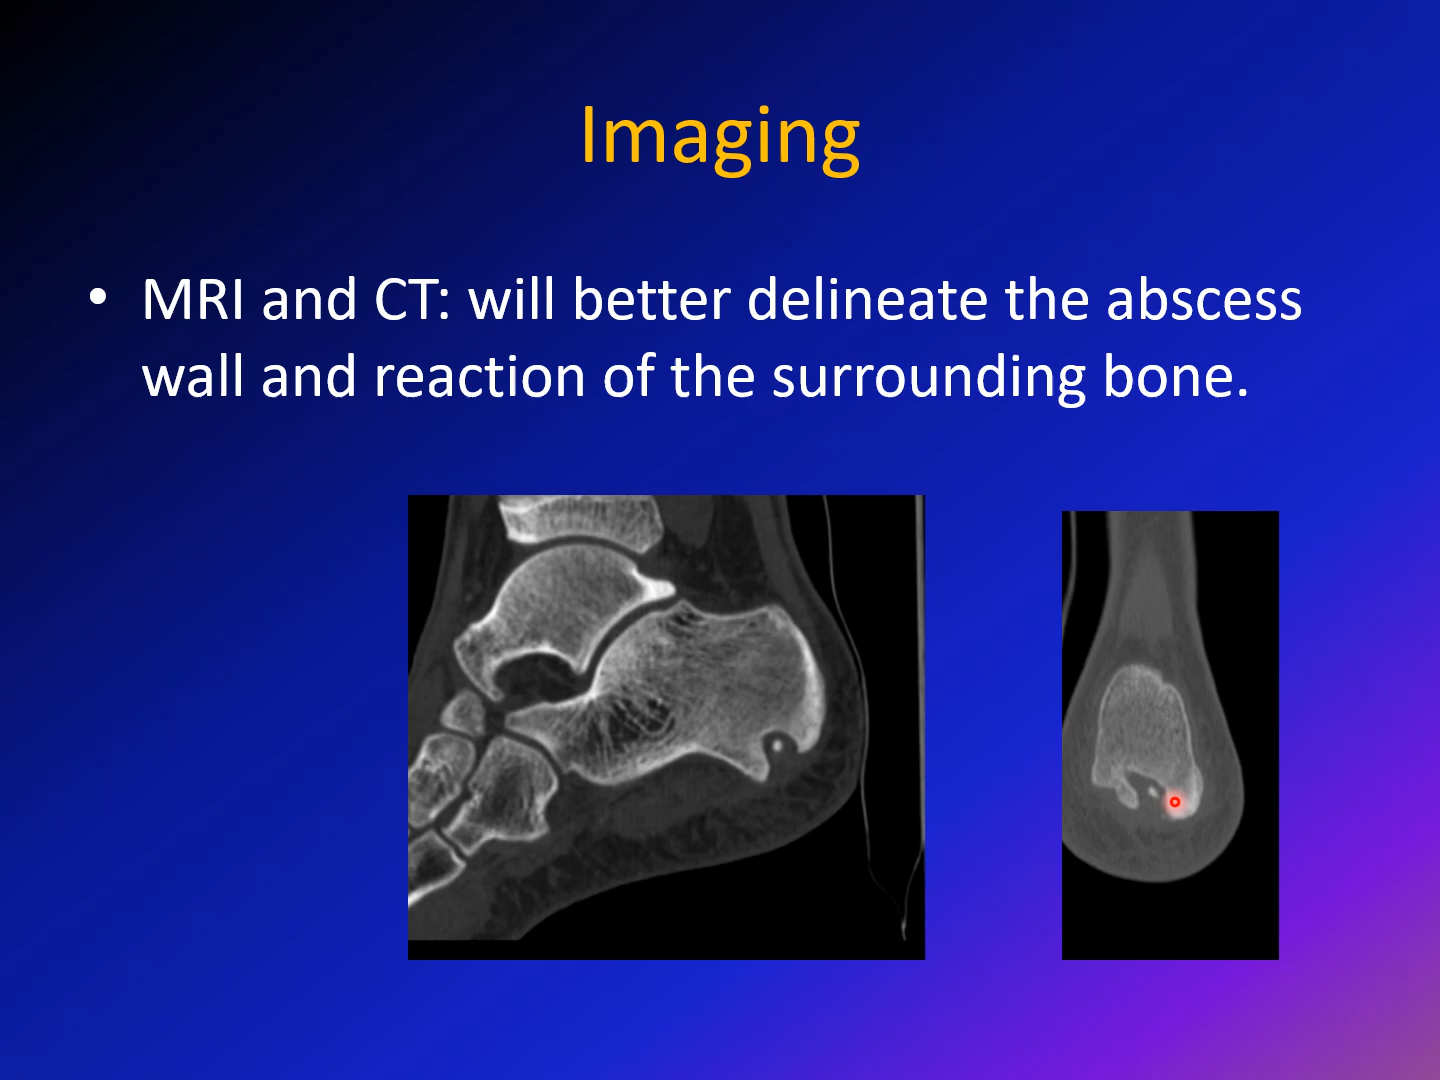 Imaging
• MRI and CT: will better delineate the abscess
wall and reaction of the surrounding bone.